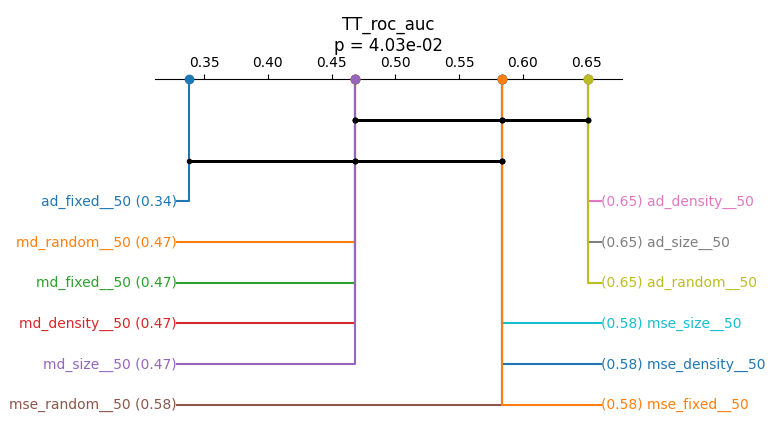 TT_roc_auc
p = 4.03e-02
0.35 0.40 0.45 0.50 0.55 0.60 0.65
ad_fixed__50 (0.34)
(0.65) ad_density__50
md_random__50 (0.47)
(0.65) ad_size__50
md_fixed__50 (0.47)
(0.65) ad_random__50
md_density__50 (0.47)
(0.58) mse_size__50
md_size__50 (0.47)
(0.58) mse_density__50
mse_random__50 (0.58)
(0.58) mse_fixed__50